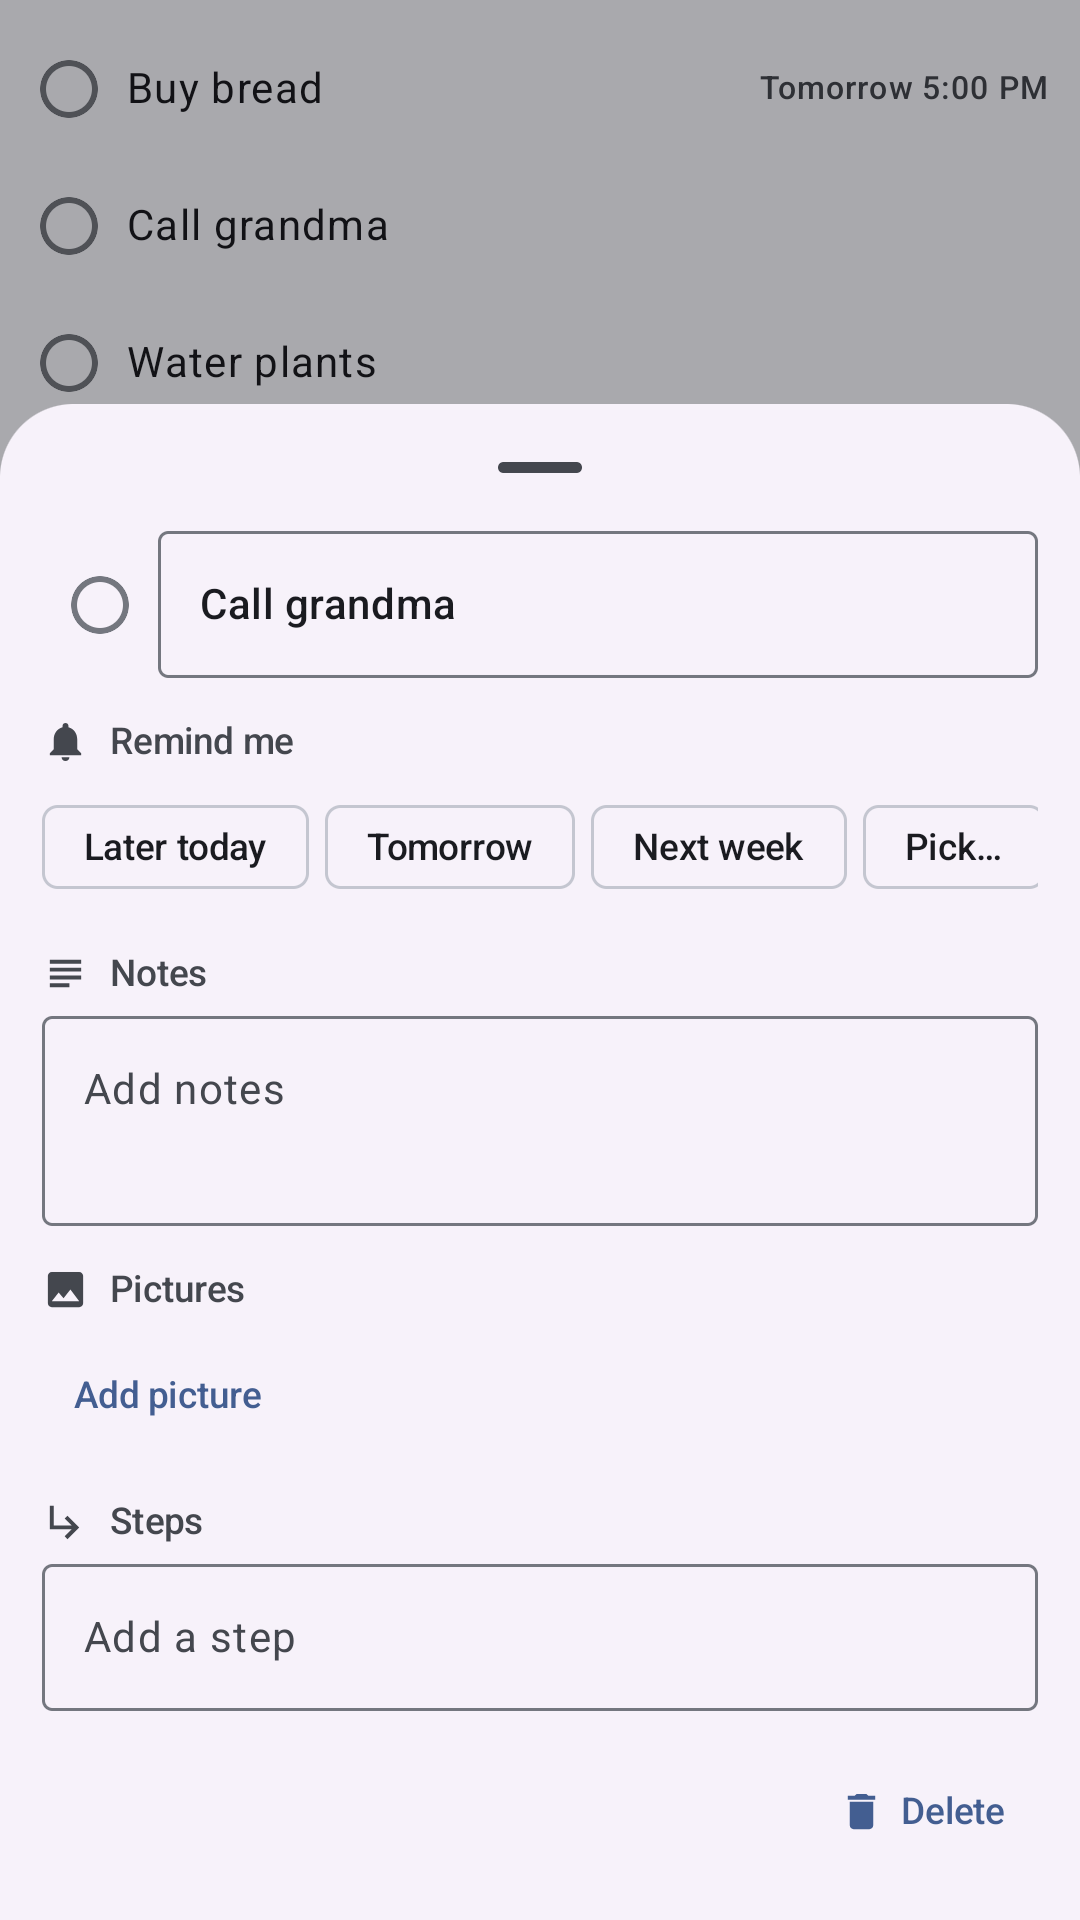 Buy bread
Tomorrow 5:00 PM
Call grandma
Water plants
Call grandma
Remind me
Later today
Tomorrow
Next week
Pick...
Notes
Add notes
Pictures
Add picture
Steps
Add a step
Delete